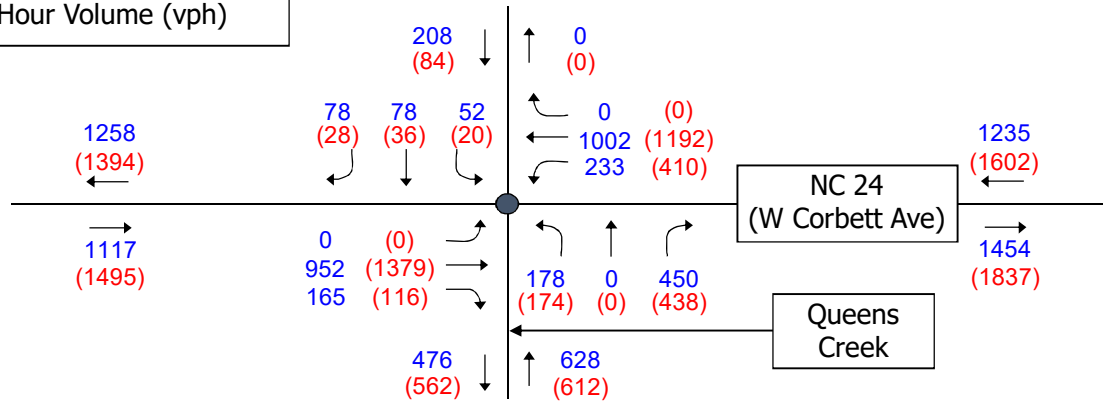 Hour Volume (vph)
208 0
(84) (0)
78 78 52 0 (0)
(28) (36) (20) 1002 (1192)
233 (410)
1258 1235
(1394) (1602)
NC 24
(W Corbett Ave)
1117 0 (0) 1454
(1495) 952 (1379) (1837)
165 (116)
178 0 450
(174) (0) (438)
Queens
Creek
476 628
(562) (612)